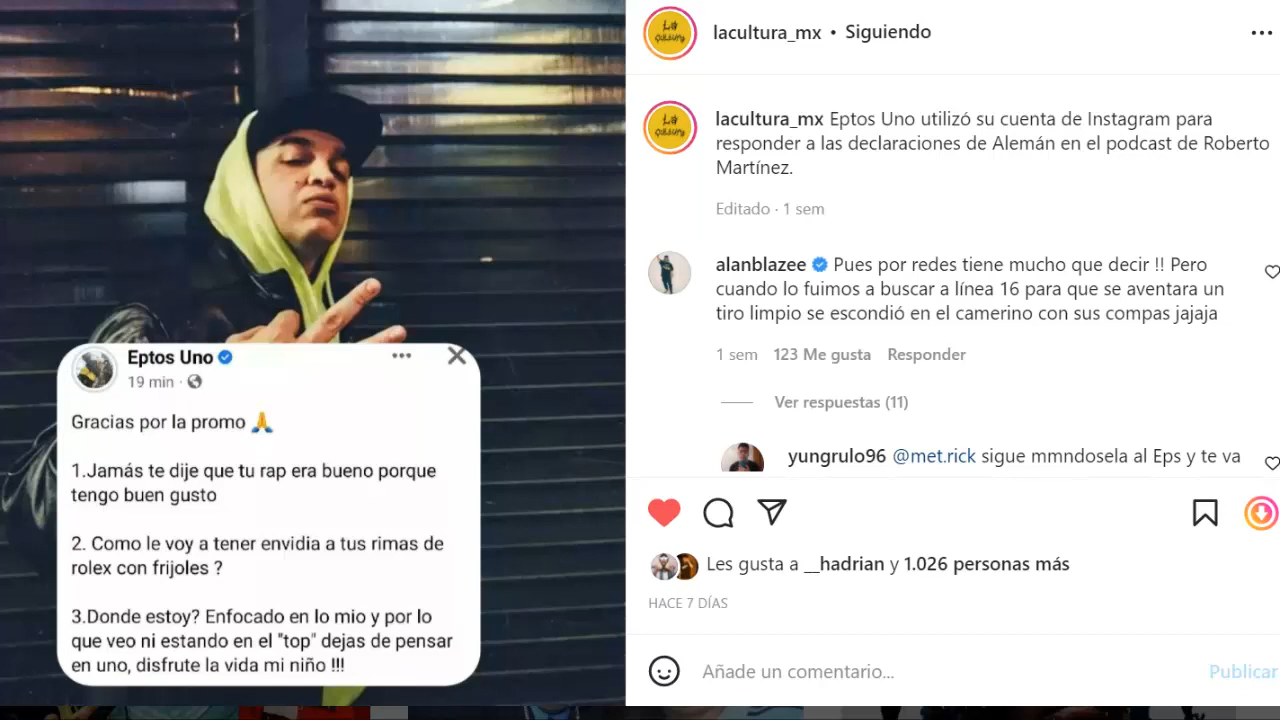 lacultura_mx • Siguiendo
lacultura_mx Eptos Uno utilizó su cuenta de Instagram para
responder a las declaraciones de Alemán en el podcast de Roberto
Martínez.
Editado · 1 sem
alanblazee Pues por redes tiene mucho que decir !! Pero
cuando lo fuimos a buscar a línea 16 para que se aventara un
tiro limpio se escondió en el camerino con sus compas jajaja
1 sem 123 Me gusta Responder
Ver respuestas (11)
yungrulo96 @met.rick sigue mmndosela al Eps y te va
Les gusta a __hadrian y 1.026 personas más
HACE 7 DÍAS
Añade un comentario...
Publicar
Eptos Uno
19 min ·
Gracias por la promo 🙏
1.Jamás te dije que tu rap era bueno porque
tengo buen gusto
2. Como le voy a tener envidia a tus rimas de
rolex con frijoles ?
3.Donde estoy? Enfocado en lo mio y por lo
que veo ni estando en el "top" dejas de pensar
en uno, disfrute la vida mi niño !!!